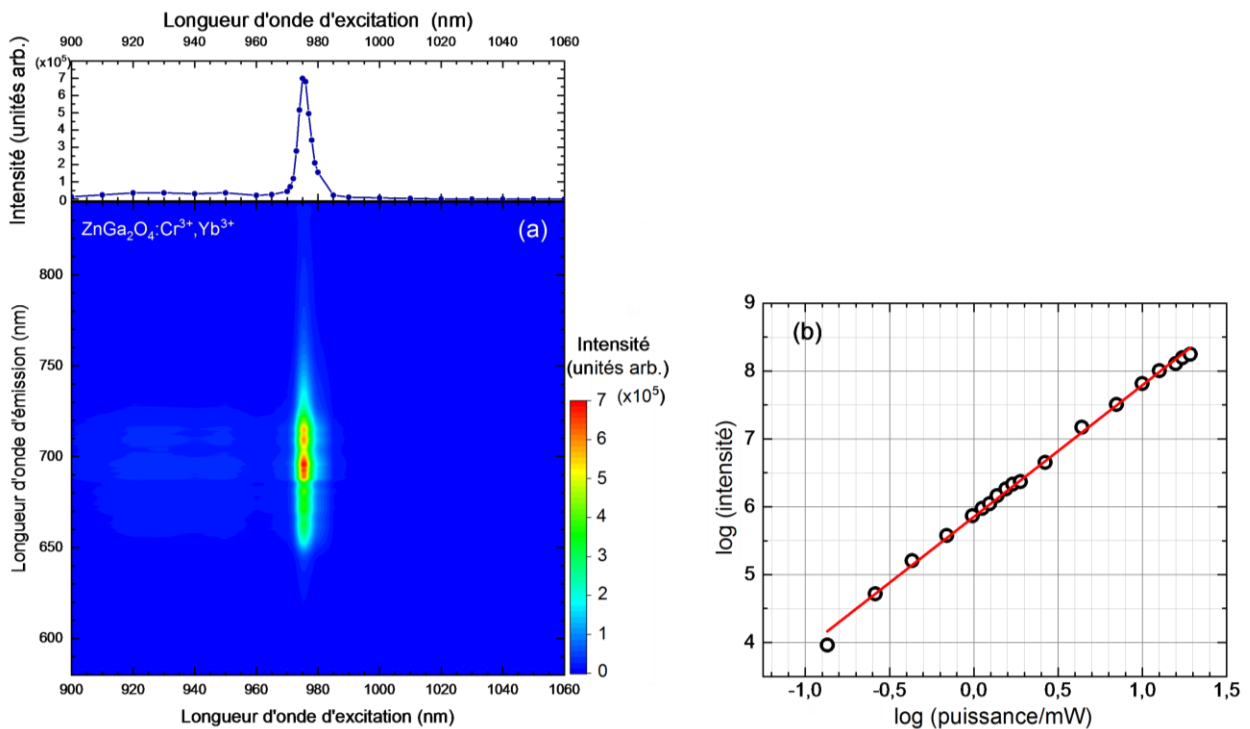 Longueur d'onde d'excitation (nm)
900 920 940 960 980 1000 1020 1040 1060
Intensité (unités arb.)
(x10⁵)
7
6
5
4
3
2
1
0
ZnGa₂O₄:Cr³⁺,Yb³⁺ (a)
Longueur d'onde d'émission (nm)
800
750
700
650
600
900 920 940 960 980 1000 1020 1040 1060
Longueur d'onde d'excitation (nm)
Intensité
(unités arb.)
7 (x10⁵)
6
5
4
3
2
1
0
(b)
log (intensité)
9
8
7
6
5
4
-1,0 -0,5 0,0 0,5 1,0 1,5
log (puissance/mW)